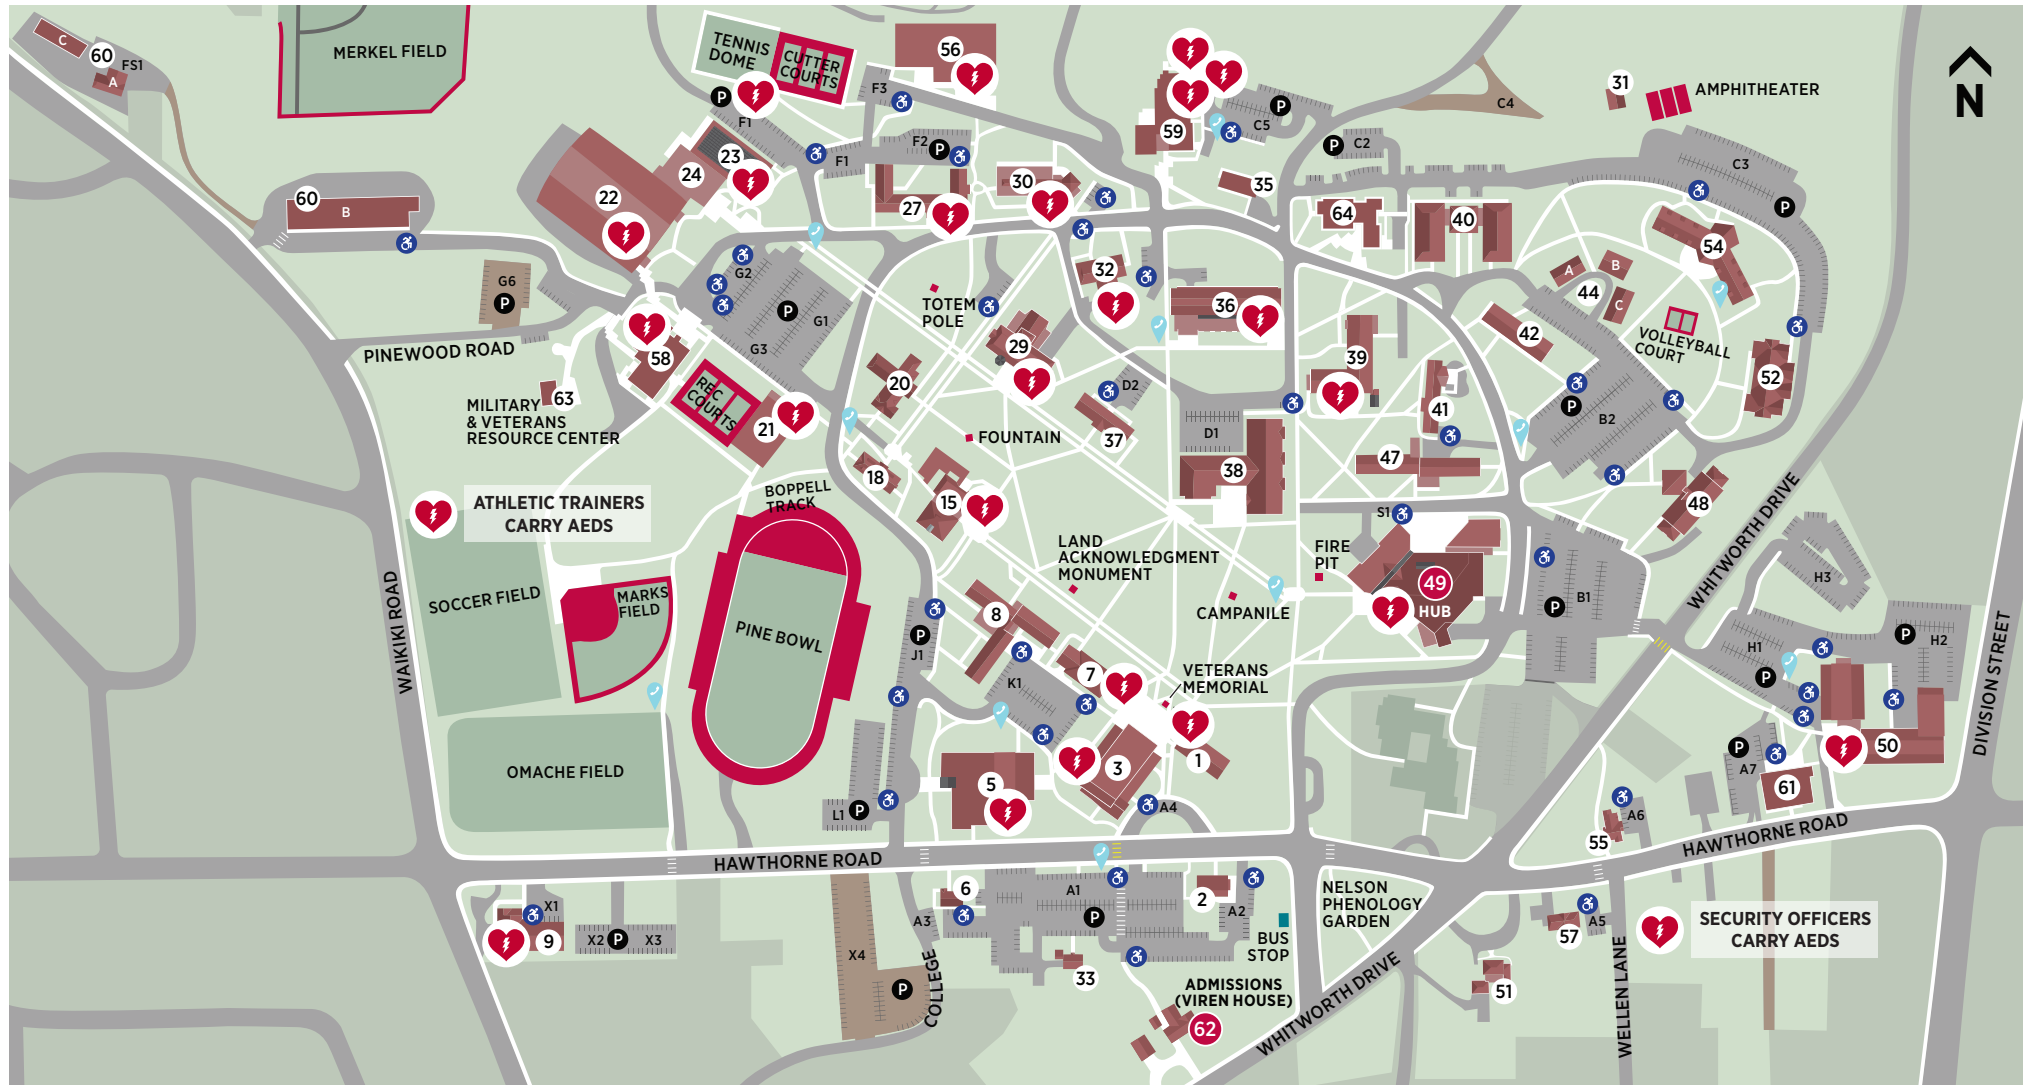 C
60
FS1
A
MERKEL FIELD
TENNIS
DOME
CUTTER
COURTS
56
F3
P
F1
59
P
C5
C4
31
AMPHITHEATER
N
P
C2
C3
P
F2
P
F1
23
24
22
27
30
35
64
40
54
60
B
G6
P
G2
P
G1
G3
TOTEM
POLE
32
36
A
B
44
C
42
VOLLEYBALL
COURT
52
PINEWOOD ROAD
58
63
MILITARY
& VETERANS
RESOURCE CENTER
REC
COURTS
21
20
29
D2
37
FOUNTAIN
D1
38
39
41
47
P
B2
48
18
15
BOPPELL
TRACK
ATHLETIC TRAINERS
CARRY AEDS
WAIKIKI ROAD
SOCCER FIELD
MARKS
FIELD
PINE BOWL
OMACHE FIELD
LAND
ACKNOWLEDGMENT
MONUMENT
CAMPANILE
FIRE
PIT
S1
49
HUB
P
B1
WHITWORTH DRIVE
H3
H1
P
P
H2
DIVISION STREET
8
P
J1
K1
7
VETERANS
MEMORIAL
1
3
5
A4
L1
P
50
P
A7
61
A6
55
HAWTHORNE ROAD
HAWTHORNE ROAD
6
A1
P
A3
2
A2
BUS
STOP
NELSON
PHENOLOGY
GARDEN
57
A5
SECURITY OFFICERS
CARRY AEDS
X1
9
X2
P
X3
X4
P
COLLEGE
33
ADMISSIONS
(VIREN HOUSE)
62
WHITWORTH DRIVE
51
WELLEN LANE